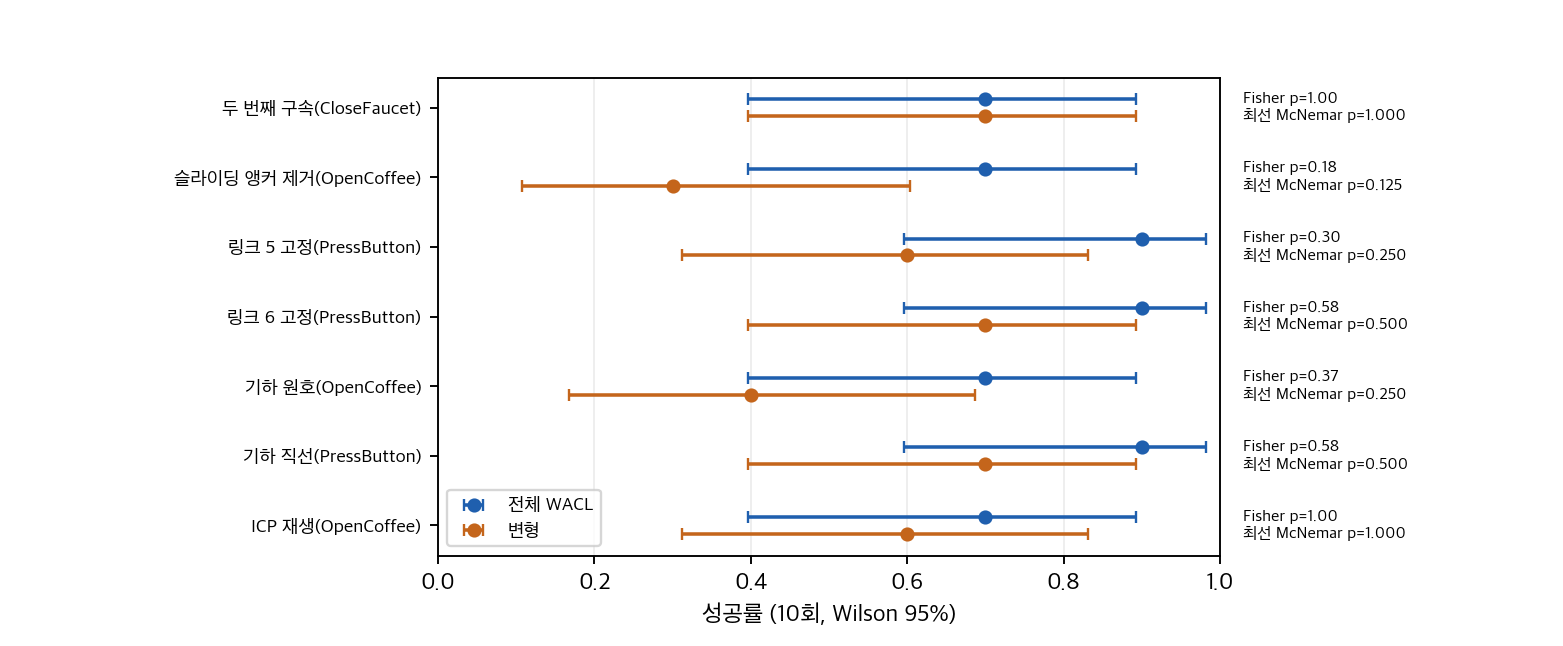 두 번째 구속(CloseFaucet)
Fisher p=1.00
최선 McNemar p=1.000
슬라이딩 앵커 제거(OpenCoffee)
Fisher p=0.18
최선 McNemar p=0.125
링크 5 고정(PressButton)
Fisher p=0.30
최선 McNemar p=0.250
링크 6 고정(PressButton)
Fisher p=0.58
최선 McNemar p=0.500
기하 원호(OpenCoffee)
Fisher p=0.37
최선 McNemar p=0.250
기하 직선(PressButton)
Fisher p=0.58
최선 McNemar p=0.500
ICP 재생(OpenCoffee)
Fisher p=1.00
최선 McNemar p=1.000
전체 WACL
변형
0.0 0.2 0.4 0.6 0.8 1.0
성공률 (10회, Wilson 95%)